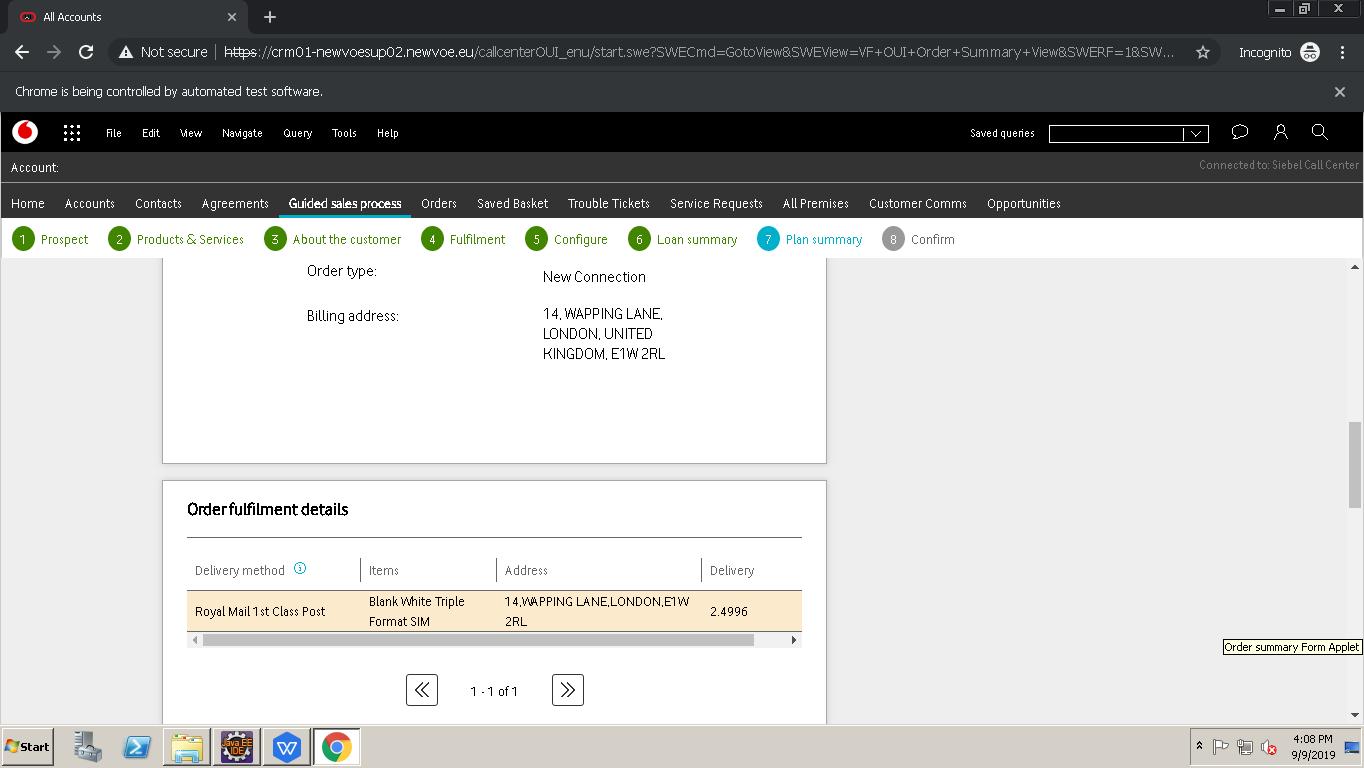 All Accounts
Not secure https://crm01-newvoesup02.newvoe.eu/callcenterOUI_enu/start.swe?SWECmd=GotoView&SWEView=VF+OUI+Order+Summary+View&SWERF=1&SW... Incognito
Chrome is being controlled by automated test software.
File Edit View Navigate Query Tools Help Saved queries
Account: Connected to: Siebel Call Center
Home Accounts Contacts Agreements Guided sales process Orders Saved Basket Trouble Tickets Service Requests All Premises Customer Comms Opportunities
1 Prospect 2 Products & Services 3 About the customer 4 Fulfilment 5 Configure 6 Loan summary 7 Plan summary 8 Confirm
Order type: New Connection
Billing address: 14, WAPPING LANE,
LONDON, UNITED
KINGDOM, E1W 2RL
Order fulfilment details
Delivery method Items Address Delivery
Royal Mail 1st Class Post Blank White Triple Format SIM 14,WAPPING LANE,LONDON,E1W 2RL 2.4996
Order summary Form Applet
1 - 1 of 1
Start Java EE IDE 4:08 PM
9/9/2019